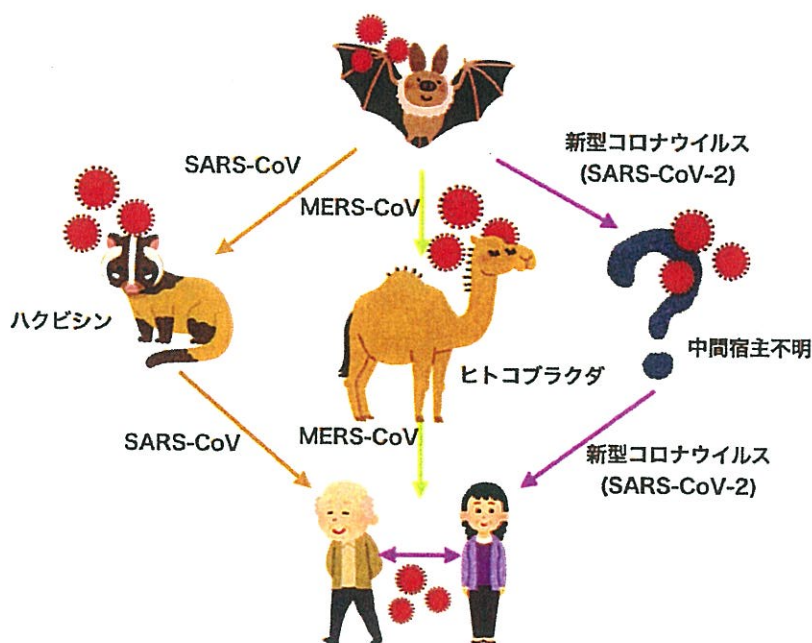 新型コロナウイルス
(SARS-CoV-2)
SARS-CoV
MERS-CoV
ハクビシン
ヒトコブラクダ
中間宿主不明
SARS-CoV
MERS-CoV
新型コロナウイルス
(SARS-CoV-2)